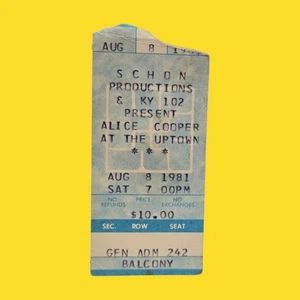 AUG 8
SCHON
PRODUCTIONS
& KY 102
PRESENT
ALICE COOPER
AT THE UPTOWN
***
AUG 8 1981
SAT 7 00PM
NO REFUNDS PRICE NO EXCHANGES
$10.00
SEC. ROW SEAT
GEN ADM 242
BALCONY